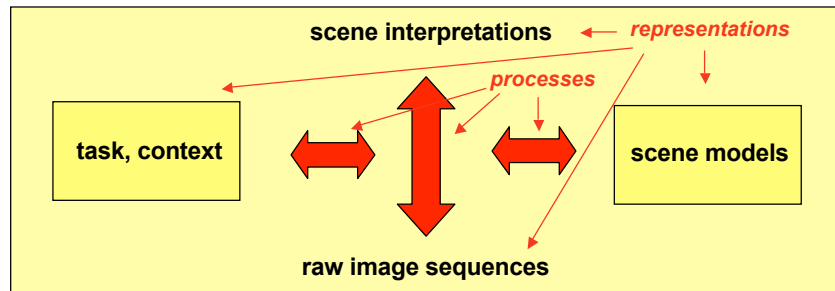 scene interpretations
representations
processes
task, context
scene models
raw image sequences